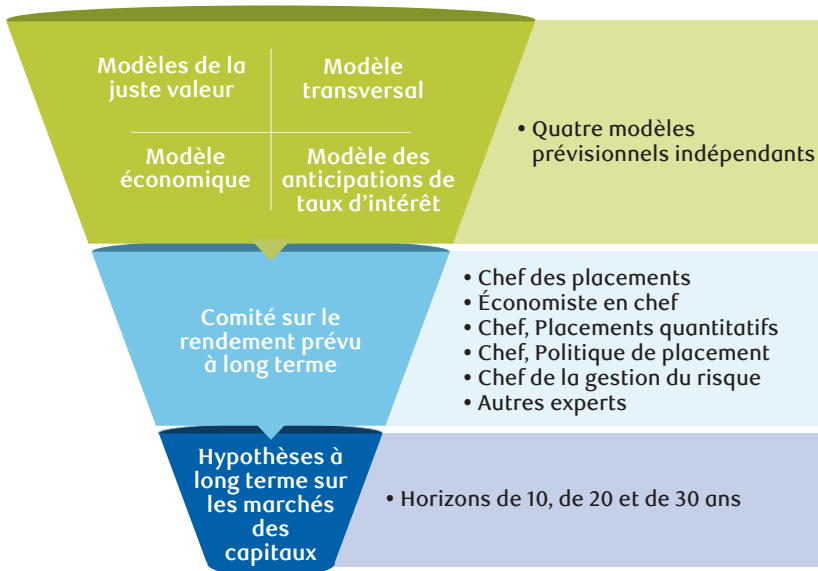 Modèles de la
juste valeur
Modèle
transversal
Modèle
économique
Modèle des
anticipations de
taux d'intérêt
• Quatre modèles
prévisionnels indépendants
Comité sur le
rendement prévu
à long terme
• Chef des placements
• Économiste en chef
• Chef, Placements quantitatifs
• Chef, Politique de placement
• Chef de la gestion du risque
• Autres experts
Hypothèses à
long terme sur
les marchés
des
capitaux
• Horizons de 10, de 20 et de 30 ans